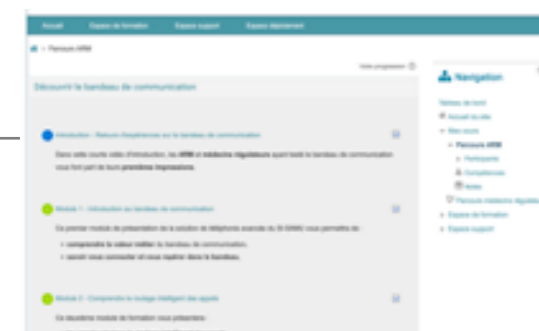 Accueil Espace de formation Espace support Espace déploiement
> Parcours ARM
Votre progression
Découvrir le bandeau de communication
Introduction - Retours d'expériences sur le bandeau de communication
Dans cette courte vidéo d'introduction, les ARM et médecins régulateurs ayant testé le bandeau de communication
vous font part de leurs premières impressions.
Module 1 - Introduction au bandeau de communication
Ce premier module de présentation de la solution de téléphonie avancée du SI-SAMU vous permettra de :
• comprendre la valeur métier du bandeau de communication,
• savoir vous connecter et vous repérer dans le bandeau.
Module 2 - Comprendre le routage intelligent des appels
Ce deuxième module de formation vous présentera :
Navigation
Tableau de bord
Accueil du site
Mes cours
Parcours ARM
Participants
Compétences
Notes
Parcours médecins régulateurs
Espace de formation
Espace support